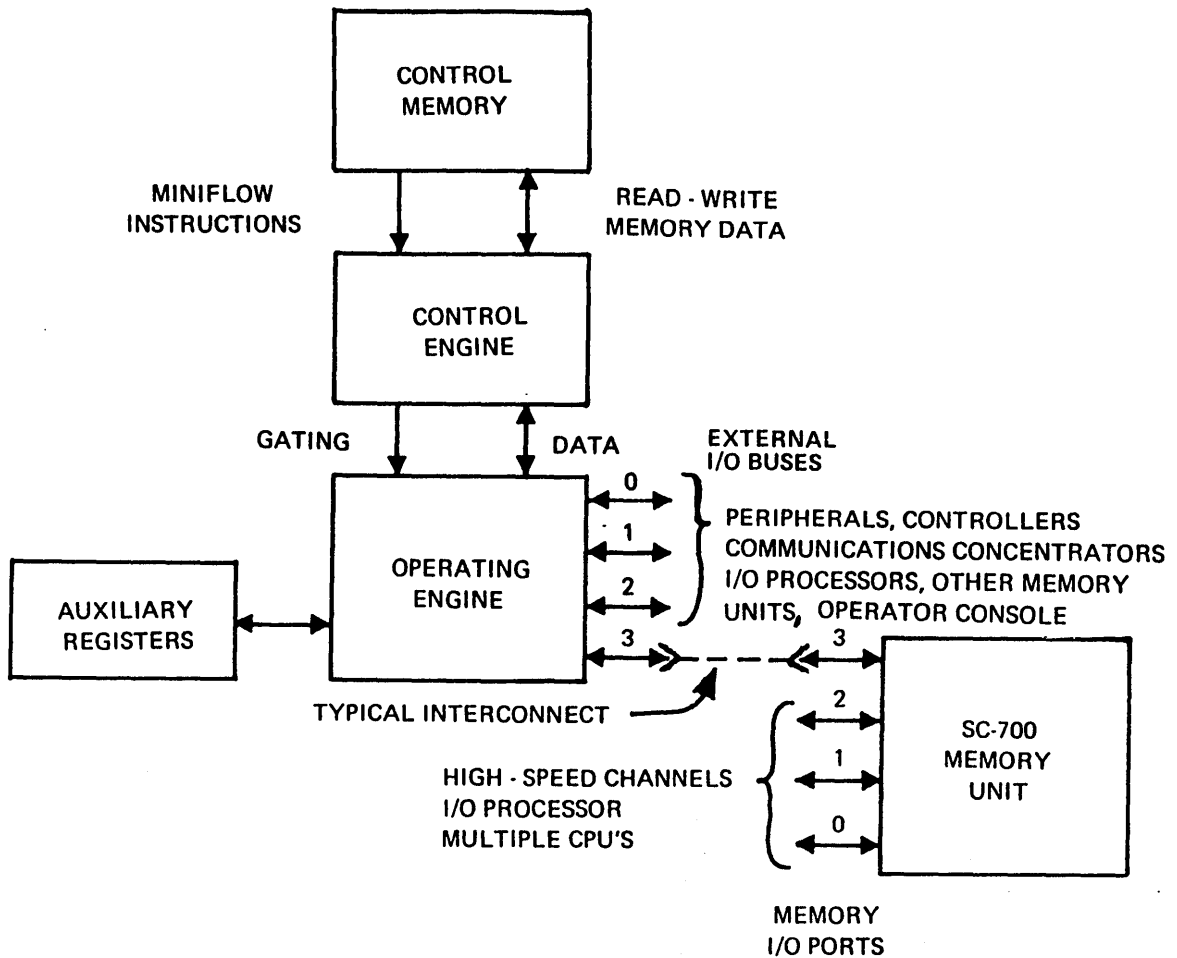 CONTROL
MEMORY
MINIFLOW
INSTRUCTIONS
READ - WRITE
MEMORY DATA
CONTROL
ENGINE
GATING
DATA
EXTERNAL
I/O BUSES
0
1
2
3
PERIPHERALS, CONTROLLERS
COMMUNICATIONS CONCENTRATORS
I/O PROCESSORS, OTHER MEMORY
UNITS, OPERATOR CONSOLE
OPERATING
ENGINE
AUXILIARY
REGISTERS
TYPICAL INTERCONNECT
3
2
1
0
SC-700
MEMORY
UNIT
HIGH - SPEED CHANNELS
I/O PROCESSOR
MULTIPLE CPU'S
MEMORY
I/O PORTS